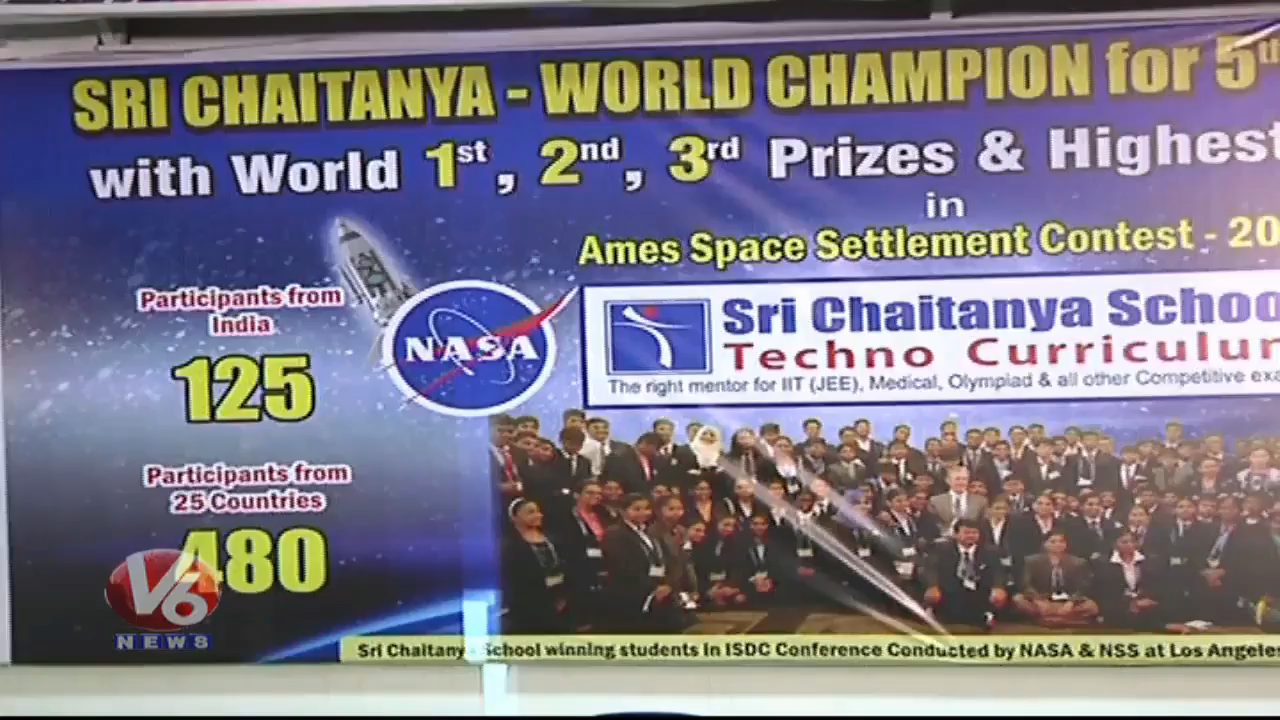 SRI CHAITANYA - WORLD CHAMPION for 5th
with World 1st, 2nd, 3rd Prizes & Highest
in
Ames Space Settlement Contest - 20
Participants from
India
125
NASA
Sri Chaitanya Schoo
Techno Curriculum
The right mentor for IIT (JEE), Medical, Olympiad & all other Competitive exa
Participants from
25 Countries
480
V6
NEWS
Sri Chaitany School winning students in ISDC Conference Conducted by NASA & NSS at Los Angeles